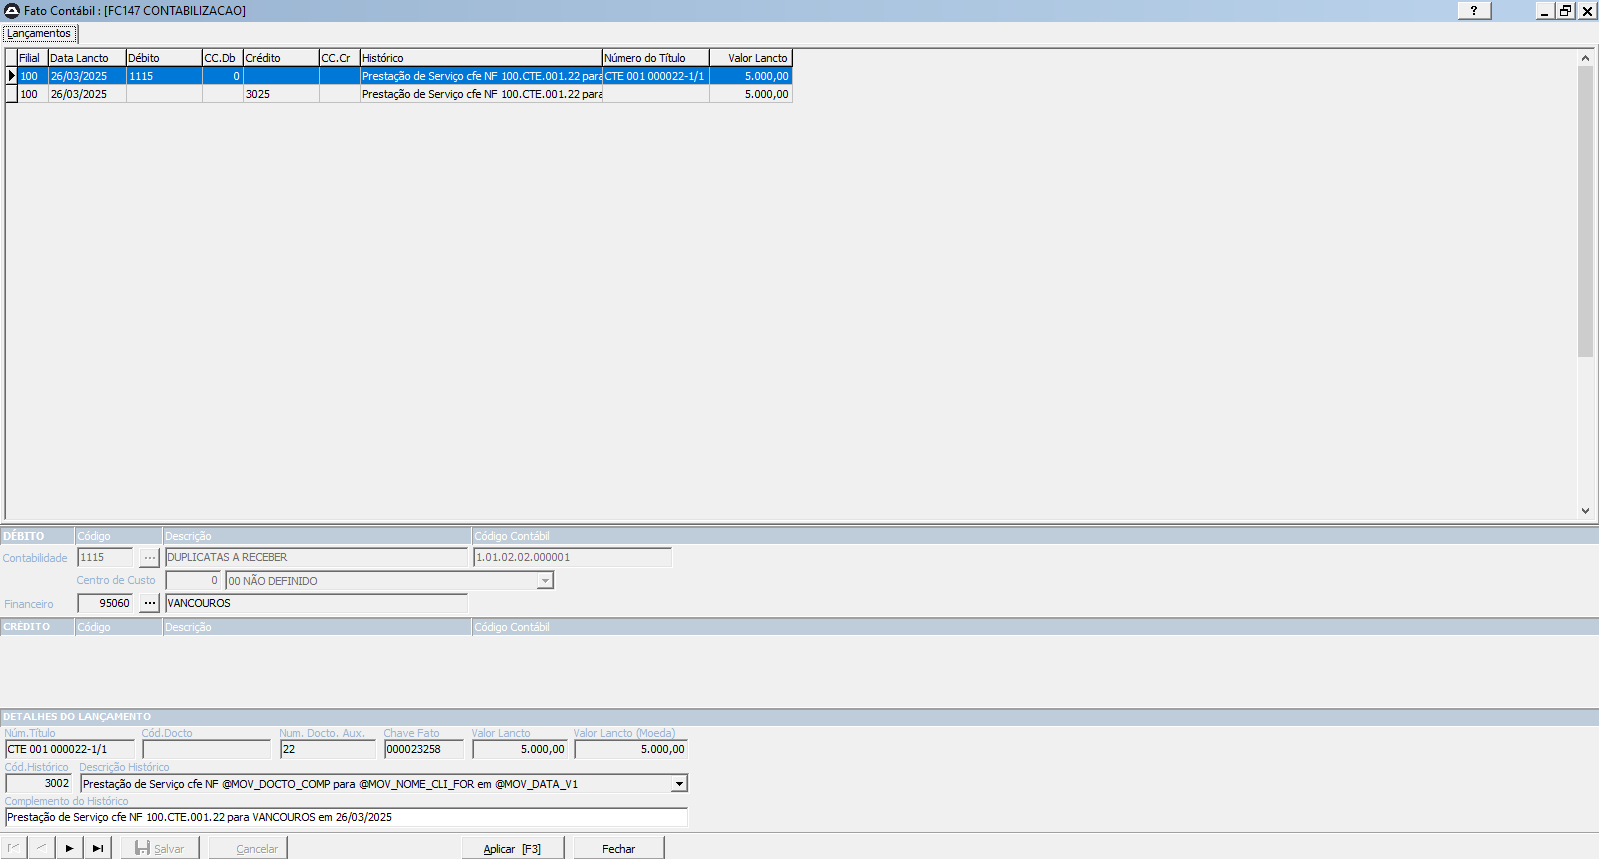 Fato Contábil : [FC147 CONTABILIZACAO]
?
Lançamentos
Filial Data Lancto Débito CC.Db Crédito CC.Cr Histórico Número do Título Valor Lancto
100 26/03/2025 1115 0 Prestação de Serviço cfe NF 100.CTE.001.22 para CTE 001 000022-1/1 5.000,00
100 26/03/2025 3025 Prestação de Serviço cfe NF 100.CTE.001.22 para 5.000,00
DÉBITO Código Descrição Código Contábil
Contabilidade 1115 ... DUPLICATAS A RECEBER 1.01.02.02.000001
Centro de Custo 0 00 NÃO DEFINIDO
Financeiro 95060 ... VANCOUROS
CRÉDITO Código Descrição Código Contábil
DETALHES DO LANÇAMENTO
Núm.Título Cód.Docto Num. Docto. Aux. Chave Fato Valor Lancto Valor Lancto (Moeda)
CTE 001 000022-1/1 22 000023258 5.000,00 5.000,00
Cód.Histórico Descrição Histórico
3002 Prestação de Serviço cfe NF @MOV_DOCTO_COMP para @MOV_NOME_CLI_FOR em @MOV_DATA_V1
Complemento do Histórico
Prestação de Serviço cfe NF 100.CTE.001.22 para VANCOUROS em 26/03/2025
Salvar Cancelar Aplicar [F3] Fechar